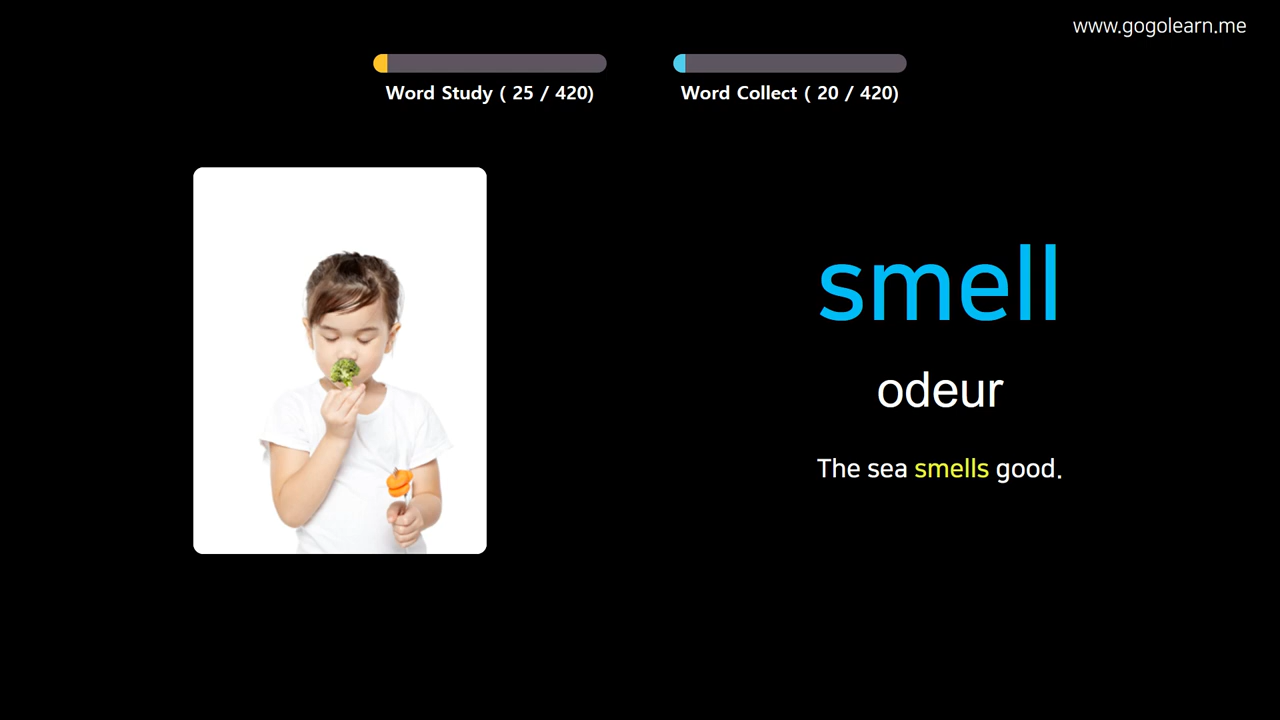 www.gogolearn.me
Word Study ( 25 / 420)
Word Collect ( 20 / 420)
smell
odeur
The sea smells good.